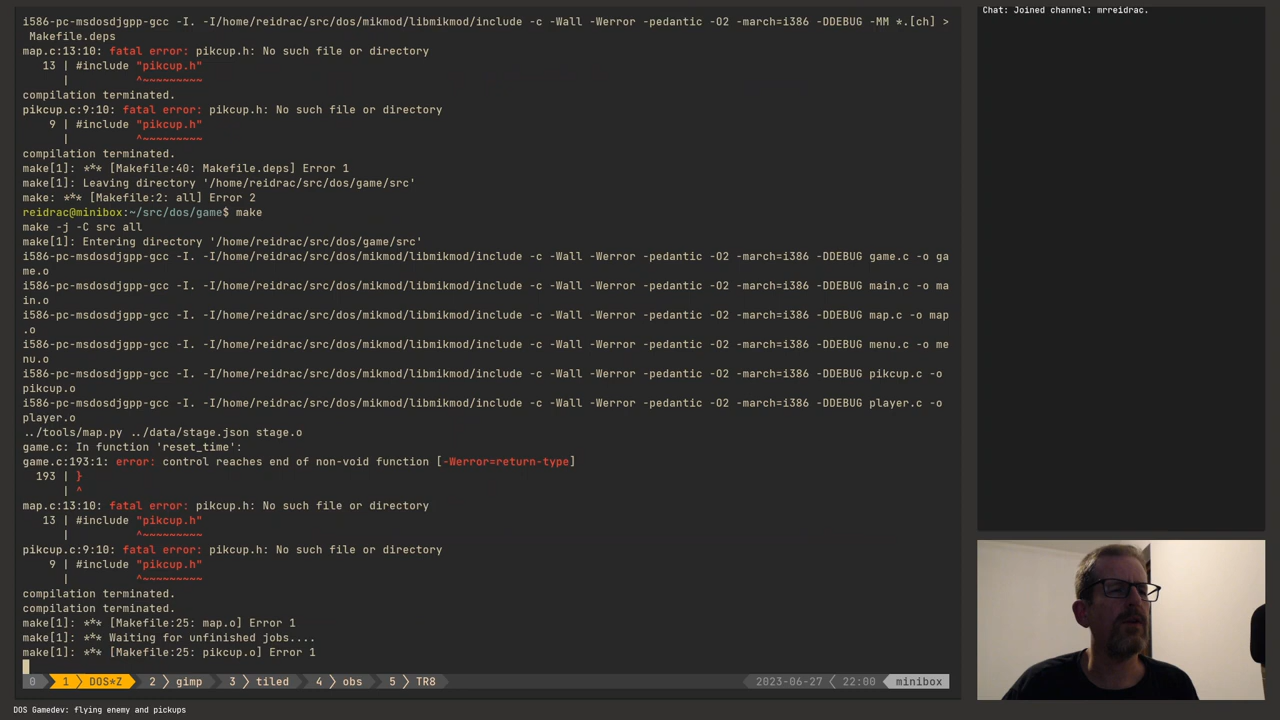 i586-pc-msdosdjgpp-gcc -I. -I/home/reidrac/src/dos/mikmod/libmikmod/include -c -Wall -Werror -pedantic -O2 -march=i386 -DDEBUG -MM *.[ch] >
Makefile.deps
map.c:13:10: fatal error: pikcup.h: No such file or directory
13 | #include "pikcup.h"
| ^~~~~~~~~~
compilation terminated.
pikcup.c:9:10: fatal error: pikcup.h: No such file or directory
9 | #include "pikcup.h"
| ^~~~~~~~~~
compilation terminated.
make[1]: *** [Makefile:40: Makefile.deps] Error 1
make[1]: Leaving directory '/home/reidrac/src/dos/game/src'
make: *** [Makefile:2: all] Error 2
reidrac@minibox:~/src/dos/game$ make
make -j -C src all
make[1]: Entering directory '/home/reidrac/src/dos/game/src'
i586-pc-msdosdjgpp-gcc -I. -I/home/reidrac/src/dos/mikmod/libmikmod/include -c -Wall -Werror -pedantic -O2 -march=i386 -DDEBUG game.c -o ga
me.o
i586-pc-msdosdjgpp-gcc -I. -I/home/reidrac/src/dos/mikmod/libmikmod/include -c -Wall -Werror -pedantic -O2 -march=i386 -DDEBUG main.c -o ma
in.o
i586-pc-msdosdjgpp-gcc -I. -I/home/reidrac/src/dos/mikmod/libmikmod/include -c -Wall -Werror -pedantic -O2 -march=i386 -DDEBUG map.c -o map
.o
i586-pc-msdosdjgpp-gcc -I. -I/home/reidrac/src/dos/mikmod/libmikmod/include -c -Wall -Werror -pedantic -O2 -march=i386 -DDEBUG menu.c -o me
nu.o
i586-pc-msdosdjgpp-gcc -I. -I/home/reidrac/src/dos/mikmod/libmikmod/include -c -Wall -Werror -pedantic -O2 -march=i386 -DDEBUG pikcup.c -o
pikcup.o
i586-pc-msdosdjgpp-gcc -I. -I/home/reidrac/src/dos/mikmod/libmikmod/include -c -Wall -Werror -pedantic -O2 -march=i386 -DDEBUG player.c -o
player.o
../tools/map.py ../data/stage.json stage.o
game.c: In function 'reset_time':
game.c:193:1: error: control reaches end of non-void function [-Werror=return-type]
193 | }
| ^
map.c:13:10: fatal error: pikcup.h: No such file or directory
13 | #include "pikcup.h"
| ^~~~~~~~~~
pikcup.c:9:10: fatal error: pikcup.h: No such file or directory
9 | #include "pikcup.h"
| ^~~~~~~~~~
compilation terminated.
compilation terminated.
make[1]: *** [Makefile:25: map.o] Error 1
make[1]: *** Waiting for unfinished jobs....
make[1]: *** [Makefile:25: pikcup.o] Error 1
0 1 DOS*Z 2 gimp 3 tiled 4 obs 5 TR8 2023-06-27 22:00 minibox
DOS Gamedev: flying enemy and pickups
Chat: Joined channel: mrreidrac.